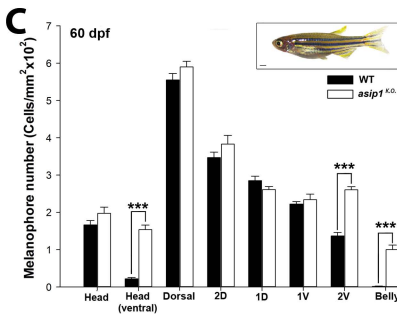 C
60 dpf
WT
asip1 K.O.
Melanophore number (Cells/mm²x10²)
7
6
5
4
3
2
1
0
***
***
***
Head
Head
(ventral)
Dorsal
2D
1D
1V
2V
Belly